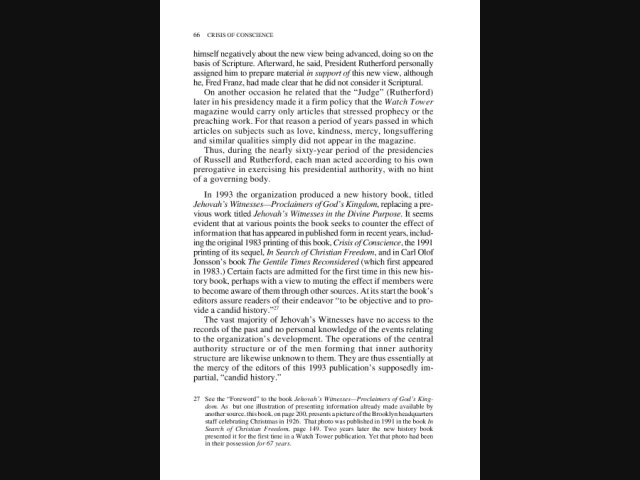 66 CRISIS OF CONSCIENCE
himself negatively about the new view being advanced, doing so on the
basis of Scripture. Afterward, he said, President Rutherford personally
assigned him to prepare material in support of this new view, although
he, Fred Franz, had made clear that he did not consider it Scriptural.
On another occasion he related that the “Judge” (Rutherford)
later in his presidency made it a firm policy that the Watch Tower
magazine would carry only articles that stressed prophecy or the
preaching work. For that reason a period of years passed in which
articles on subjects such as love, kindness, mercy, longsuffering
and similar qualities simply did not appear in the magazine.
Thus, during the nearly sixty-year period of the presidencies
of Russell and Rutherford, each man acted according to his own
prerogative in exercising his presidential authority, with no hint
of a governing body.
In 1993 the organization produced a new history book, titled
Jehovah’s Witnesses—Proclaimers of God’s Kingdom, replacing a pre-
vious work titled Jehovah’s Witnesses in the Divine Purpose. It seems
evident that at various points the book seeks to counter the effect of
information that has appeared in published form in recent years, includ-
ing the original 1983 printing of this book, Crisis of Conscience, the 1991
printing of its sequel, In Search of Christian Freedom, and in Carl Olof
Jonsson’s book The Gentile Times Reconsidered (which first appeared
in 1983.) Certain facts are admitted for the first time in this new his-
tory book, perhaps with a view to muting the effect if members were
to become aware of them through other sources. At its start the book’s
editors assure readers of their endeavor “to be objective and to pro-
vide a candid history.”27
The vast majority of Jehovah’s Witnesses have no access to the
records of the past and no personal knowledge of the events relating
to the organization’s development. The operations of the central
authority structure or of the men forming that inner authority
structure are likewise unknown to them. They are thus essentially at
the mercy of the editors of this 1993 publication’s supposedly im-
partial, “candid history.”
27 See the “Foreword” to the book Jehovah’s Witnesses—Proclaimers of God’s King-
dom. As but one illustration of presenting information already made available by
another source, this book, on page 200, presents a picture of the Brooklyn headquarters
staff celebrating Christmas in 1926. That photo was published in 1991 in the book In
Search of Christian Freedom, page 149. Two years later the new history book
presented it for the first time in a Watch Tower publication. Yet that photo had been
in their possession for 67 years.